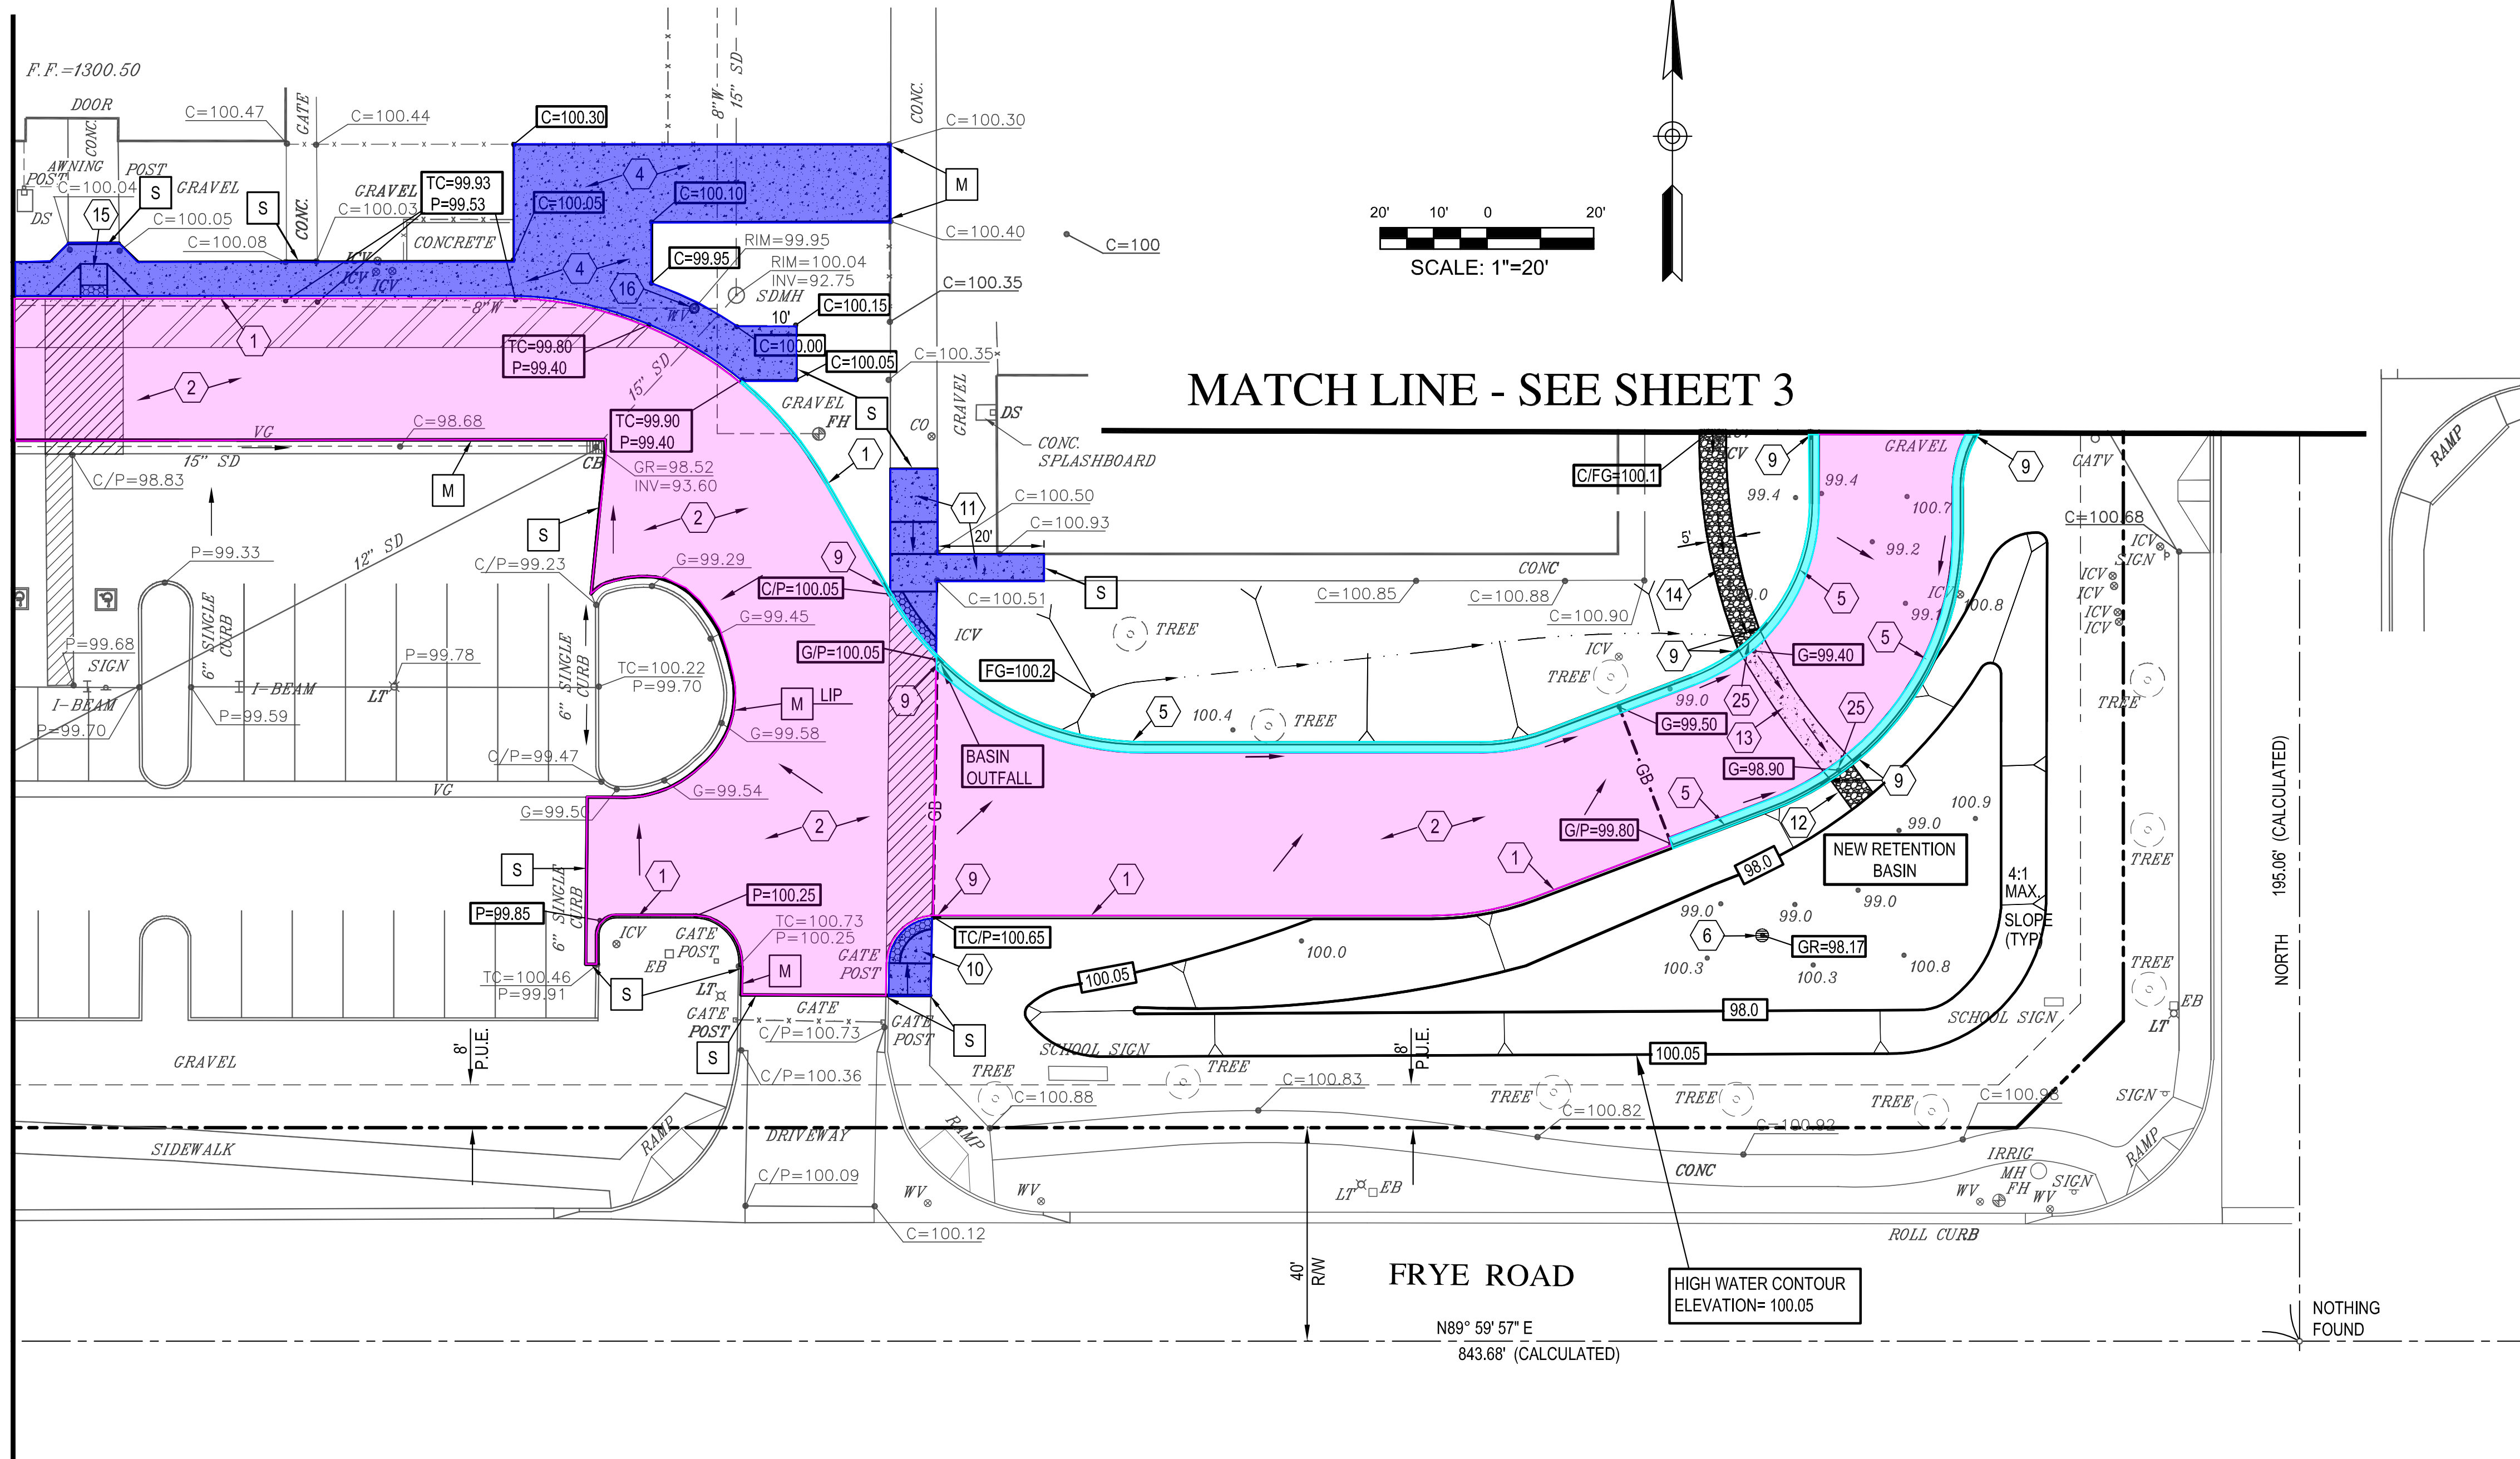 F.F.=1300.50
DOOR
CONC.
GATE
C=100.47
C=100.44
C=100.30
8"W
15" SD
CONC.
C=100.30
AWNING
POST
POST
C=100.04
DS
15
S
GRAVEL
C=100.05
C=100.08
S
CONC.
GRAVEL
C=100.03
TC=99.93
P=99.53
CONCRETE
4
C=100.05
C=100.10
M
C=100.40
C=100
RIM=99.95
RIM=100.04
INV=92.75
SDMH
C=99.95
4
16
ICV
ICV
ICV
WV
8"W
C=100.15
10'
C=100.00
C=100.05
C=100.35
C=100.35
20'
10'
0
20'
SCALE: 1"=20'
1
2
TC=99.80
P=99.40
15" SD
TC=99.90
P=99.40
C=98.68
VG
15" SD
CB
GR=98.52
INV=93.60
C/P=98.83
M
S
GRAVEL
FH
S
CO
GRAVEL
DS
CONC.
SPLASHBOARD
MATCH LINE - SEE SHEET 3
1
2
11
C=100.50
C=100.93
20'
C/FG=100.1
ICV
9
GRAVEL
9
GATV
RAMP
99.4
99.4
100.7
C=100.68
ICV
SIGN
P=99.33
12" SD
C/P=99.23
G=99.29
9
C/P=100.05
S
CONC
5'
99.2
14
5
ICV
100.8
99.1
ICV
ICV
ICV
ICV
C=100.51
C=100.85
C=100.88
C=100.90
G=99.45
6" SINGLE
CURB
P=99.68
SIGN
P=99.78
I-BEAM
I-BEAM
LT
P=99.70
P=99.59
6" SINGLE
CURB
TC=100.22
P=99.70
G/P=100.05
ICV
FG=100.2
TREE
ICV
9
G=99.40
5
TREE
TREE
M
LIP
9
5
100.4
TREE
99.0
25
G=99.50
13
25
G=98.90
9
G=99.58
C/P=99.47
BASIN
OUTFALL
GB
GB
VG
G=99.54
G=99.50
2
2
5
G/P=99.80
12
100.9
99.0
NEW RETENTION
BASIN
TREE
1
98.0
4:1
MAX.
SLOPE
(TYP)
S
6" SINGLE
CURB
1
P=100.25
P=99.85
9
1
99.0
99.0
99.0
ICV
GATE
POST
EB
TC=100.73
P=100.25
GATE
POST
TC/P=100.65
10
100.0
6
GR=98.17
100.3
100.3
100.8
TREE
TC=100.46
P=99.91
S
M
LT
GATE
POST
GATE
C/P=100.73
GATE
POST
S
S
100.05
98.0
SCHOOL SIGN
EB
LT
8'
P.U.E.
GRAVEL
SCHOOL SIGN
TREE
TREE
8'
P.U.E.
100.05
C/P=100.36
C=100.83
C=100.88
C=100.82
TREE
TREE
TREE
C=100.98
C=100.92
SIGN
SIDEWALK
RAMP
DRIVEWAY
RAMP
CONC
IRRIG
MH
SIGN
RAMP
C/P=100.09
C=100.12
WV
WV
LT
EB
WV
FH
WV
ROLL CURB
40'
R/W
FRYE ROAD
HIGH WATER CONTOUR
ELEVATION= 100.05
N89° 59' 57" E
843.68' (CALCULATED)
NORTH 195.06' (CALCULATED)
NOTHING
FOUND